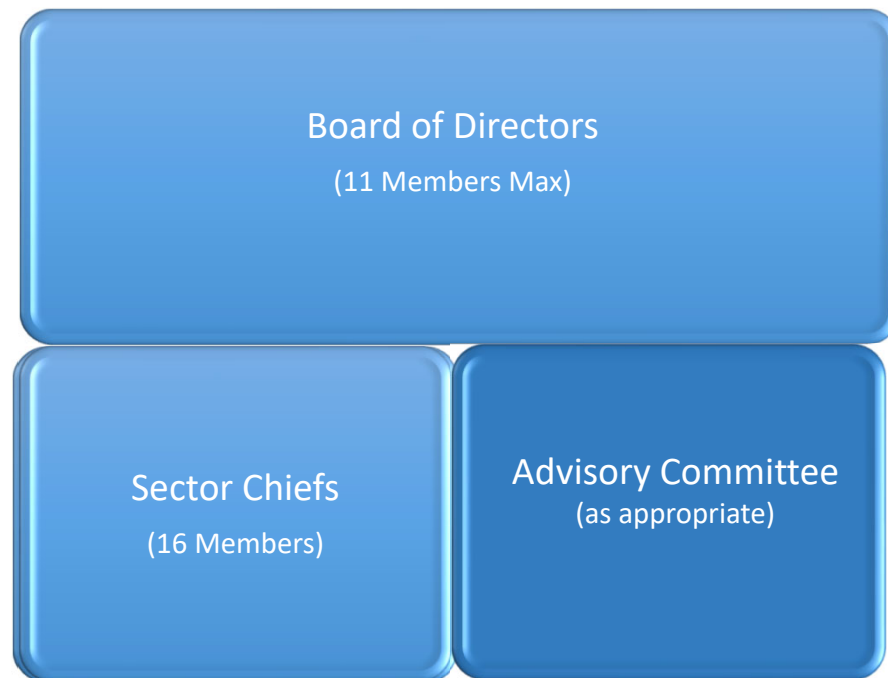 Board of Directors
(11 Members Max)
Sector Chiefs
(16 Members)
Advisory Committee
(as appropriate)